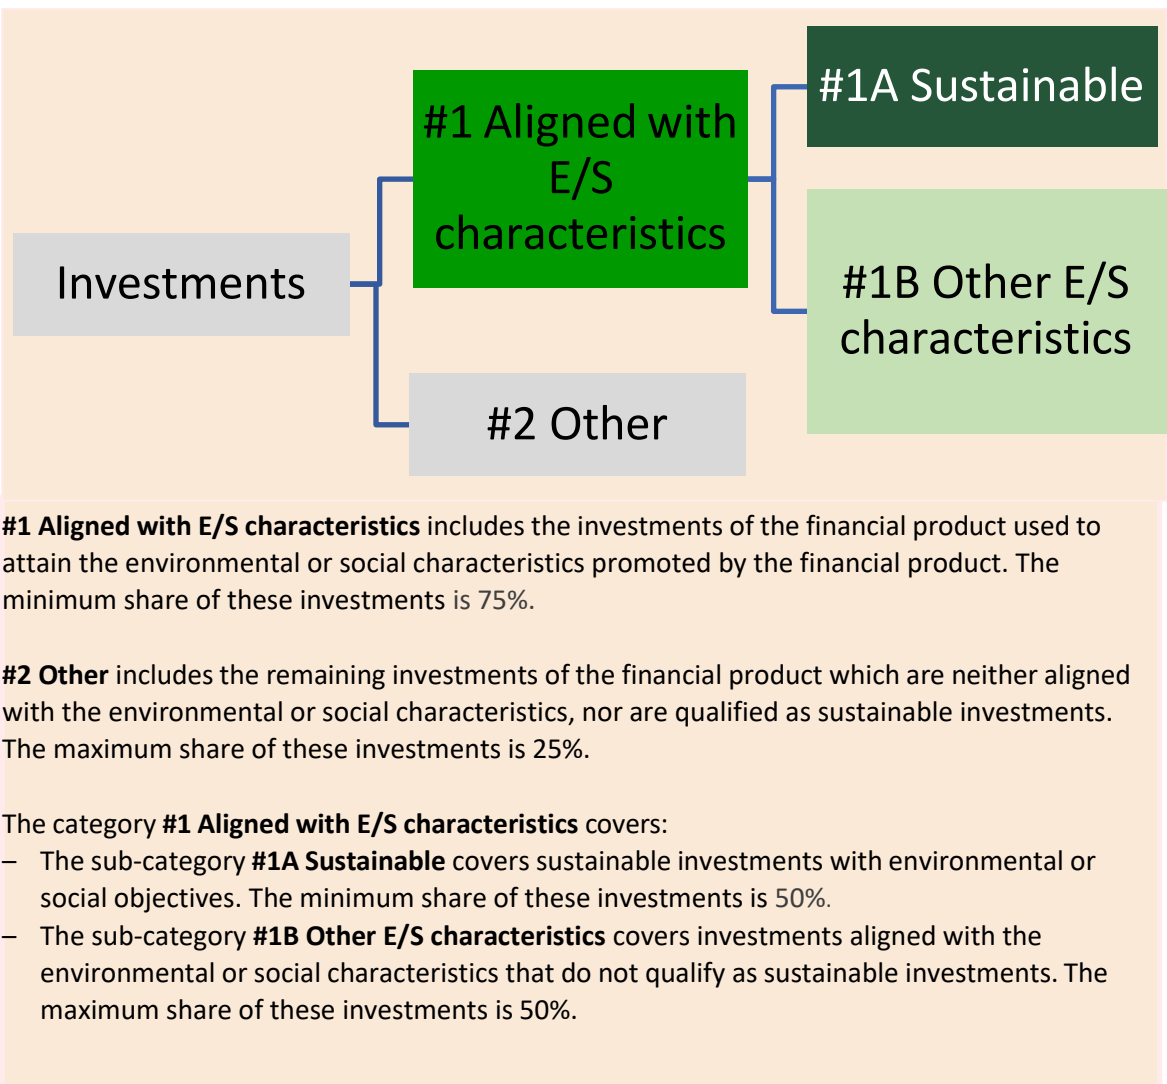 #1A Sustainable
#1 Aligned with
E/S
characteristics
Investments
#1B Other E/S
characteristics
#2 Other
#1 Aligned with E/S characteristics includes the investments of the financial product used to
attain the environmental or social characteristics promoted by the financial product. The
minimum share of these investments is 75%.
#2 Other includes the remaining investments of the financial product which are neither aligned
with the environmental or social characteristics, nor are qualified as sustainable investments.
The maximum share of these investments is 25%.
The category #1 Aligned with E/S characteristics covers:
– The sub-category #1A Sustainable covers sustainable investments with environmental or
social objectives. The minimum share of these investments is 50%.
– The sub-category #1B Other E/S characteristics covers investments aligned with the
environmental or social characteristics that do not qualify as sustainable investments. The
maximum share of these investments is 50%.